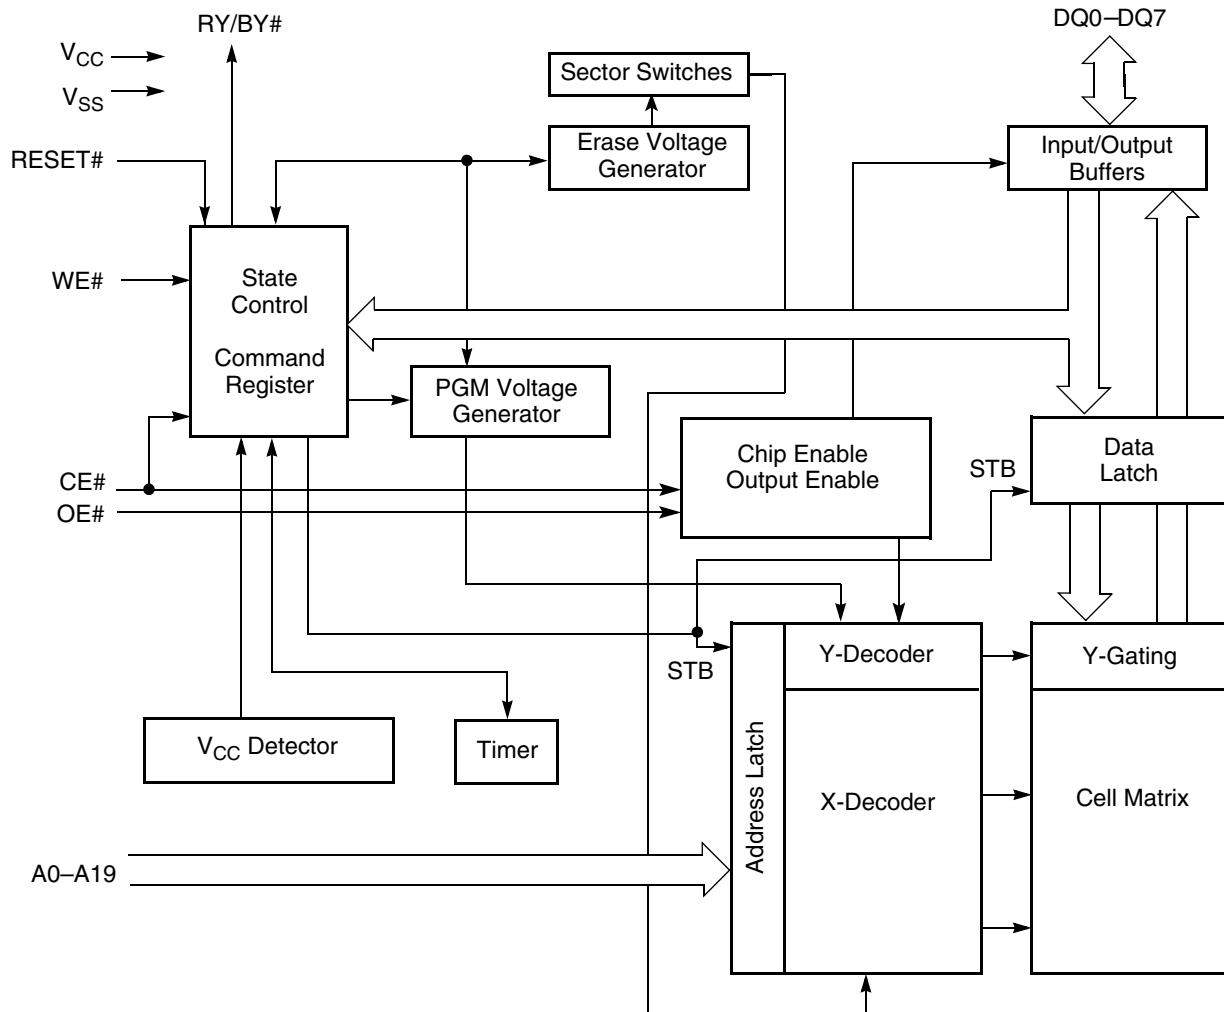 RY/BY#
DQ0–DQ7
VCC
VSS
Sector Switches
Erase Voltage
Generator
Input/Output
Buffers
RESET#
WE#
State
Control
Command
Register
PGM Voltage
Generator
Chip Enable
Output Enable
Data
Latch
STB
CE#
OE#
STB
Y-Decoder
Y-Gating
VCC Detector
Timer
Address Latch
X-Decoder
Cell Matrix
A0–A19